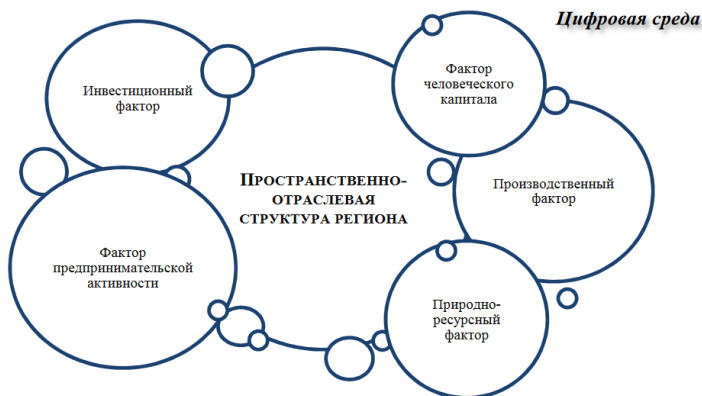 Цифровая среда
Фактор
человеческого
капитала
Инвестиционный
фактор
Пространственно-
отраслевая
структура региона
Производственный
фактор
Фактор
предпринимательской
активности
Природно-
ресурсный
фактор